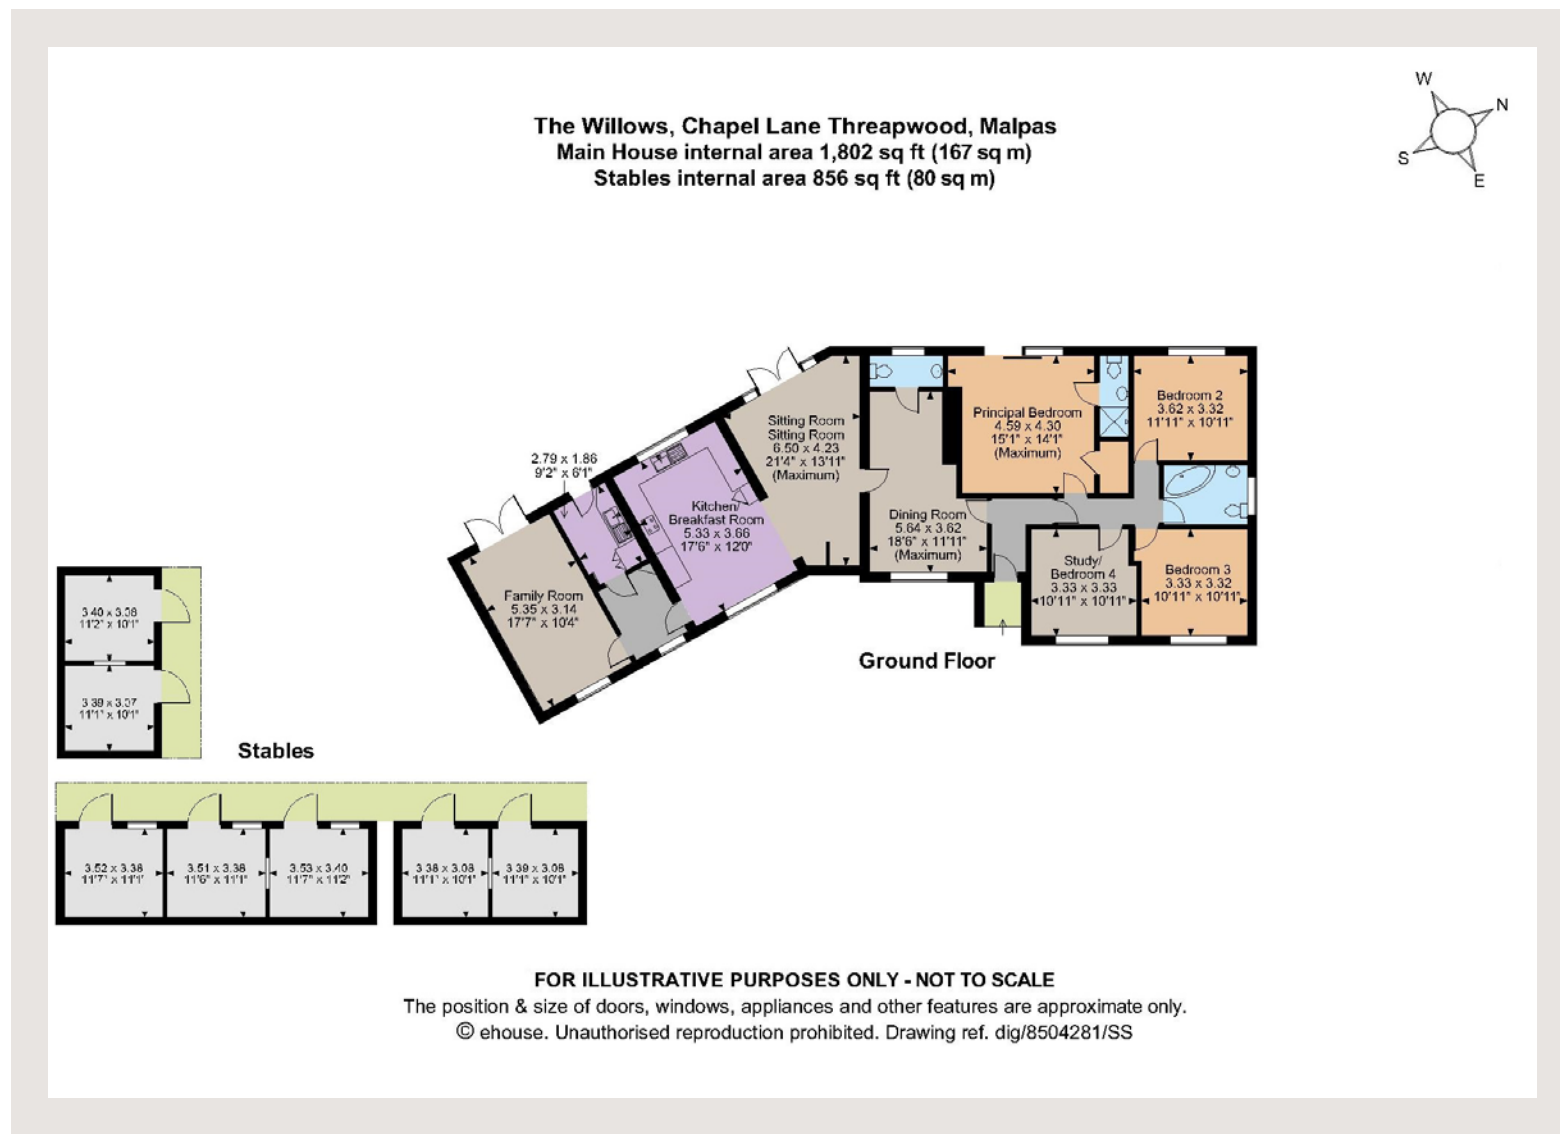 The Willows, Chapel Lane Threapwood, Malpas
Main House internal area 1,802 sq ft (167 sq m)
Stables internal area 856 sq ft (80 sq m)
W
N
S
E
2.79 x 1.86
9'2" x 6'1"
Sitting Room
Sitting Room
6.50 x 4.23
21'4" x 13'11"
(Maximum)
Principal Bedroom
4.59 x 4.30
15'1" x 14'1"
(Maximum)
Bedroom 2
3.62 x 3.32
11'11" x 10'11"
Kitchen/
Breakfast Room
5.33 x 3.66
17'6" x 12'0"
Dining Room
5.64 x 3.62
18'6" x 11'11"
(Maximum)
Family Room
5.35 x 3.14
17'7" x 10'4"
Study/
Bedroom 4
3.33 x 3.33
10'11" x 10'11"
Bedroom 3
3.33 x 3.32
10'11" x 10'11"
Ground Floor
3.40 x 3.08
11'2" x 10'1"
3.39 x 3.07
11'1" x 10'1"
Stables
3.52 x 3.38
11'7" x 11'1"
3.51 x 3.38
11'6" x 11'1"
3.53 x 3.40
11'7" x 11'2"
3.38 x 3.08
11'1" x 10'1"
3.39 x 3.08
11'1" x 10'1"
FOR ILLUSTRATIVE PURPOSES ONLY - NOT TO SCALE
The position & size of doors, windows, appliances and other features are approximate only.
© ehouse. Unauthorised reproduction prohibited. Drawing ref. dig/8504281/SS